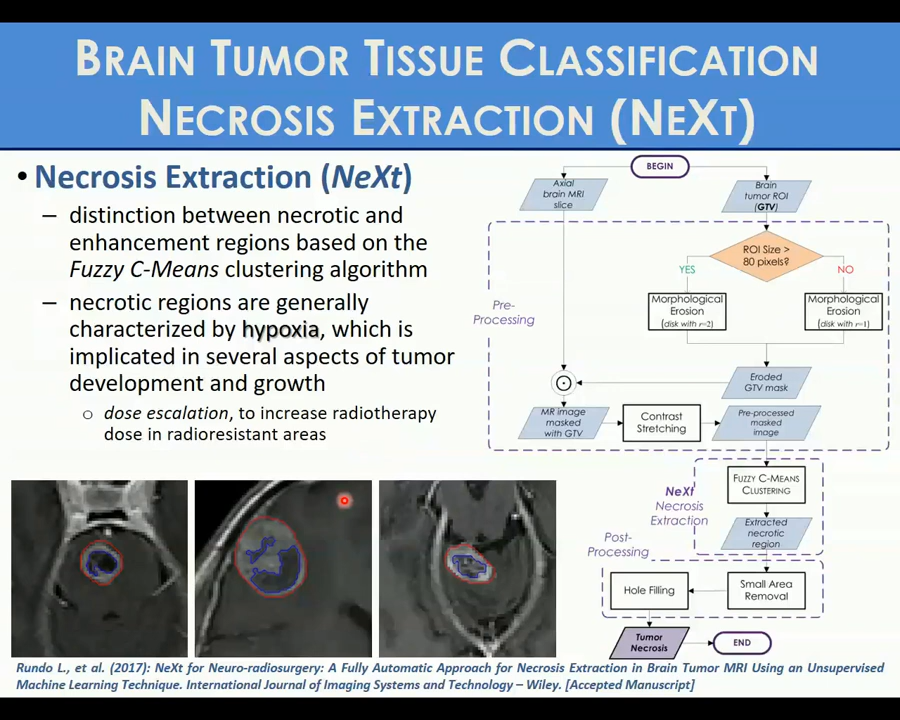 BRAIN TUMOR TISSUE CLASSIFICATION
NECROSIS EXTRACTION (NEXT)
• Necrosis Extraction (NeXt)
– distinction between necrotic and
enhancement regions based on the
Fuzzy C-Means clustering algorithm
– necrotic regions are generally
characterized by hypoxia, which is
implicated in several aspects of tumor
development and growth
o dose escalation, to increase radiotherapy
dose in radioresistant areas
BEGIN
Axial
brain MRI
slice
Brain
tumor ROI
(GTV)
ROI Size >
80 pixels?
YES
NO
Pre-
Processing
Morphological
Erosion
(disk with r=2)
Morphological
Erosion
(disk with r=1)
Eroded
GTV mask
MR image
masked
with GTV
Contrast
Stretching
Pre-processed
masked
image
NeXt
Necrosis
Extraction
FUZZY C-MEANS
CLUSTERING
Extracted
necrotic
region
Post-
Processing
Hole Filling
Small Area
Removal
Tumor
Necrosis
END
Rundo L., et al. (2017): NeXt for Neuro-radiosurgery: A Fully Automatic Approach for Necrosis Extraction in Brain Tumor MRI Using an Unsupervised
Machine Learning Technique. International Journal of Imaging Systems and Technology – Wiley. [Accepted Manuscript]